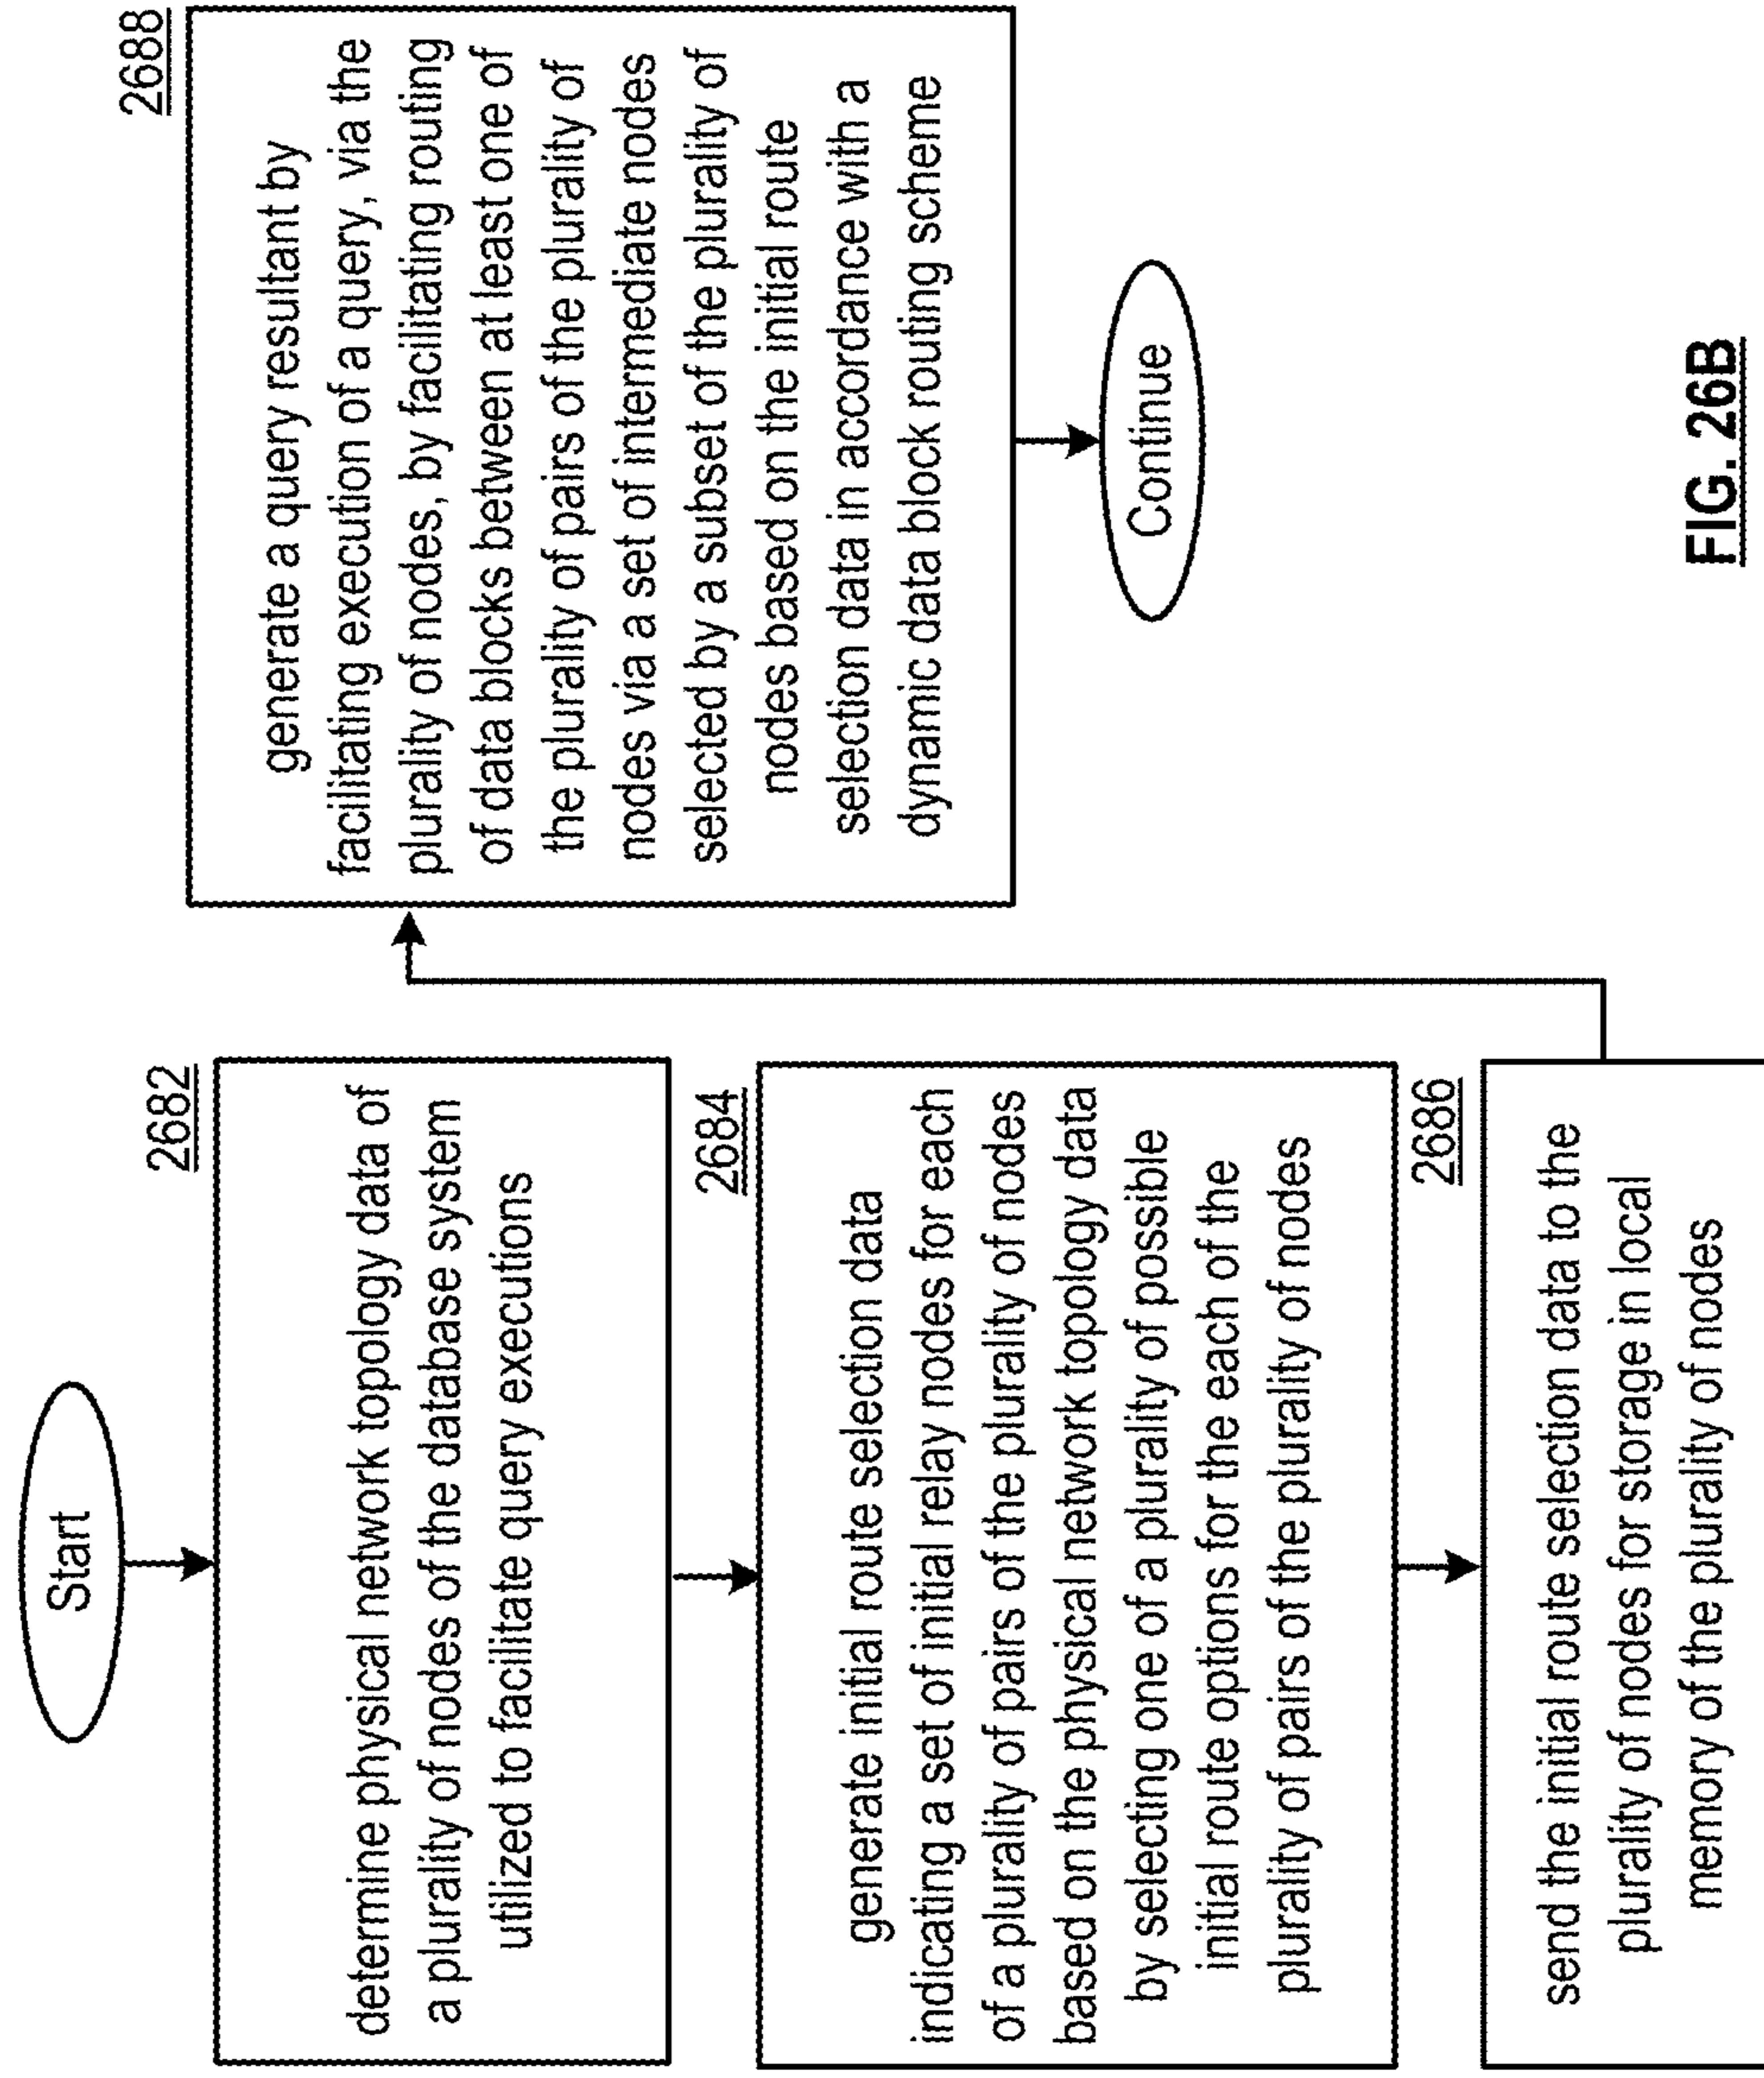 Start
2682
determine physical network topology data of
a plurality of nodes of the database system
utilized to facilitate query executions
2684
generate initial route selection data
indicating a set of initial relay nodes for each
of a plurality of pairs of the plurality of nodes
based on the physical network topology data
by selecting one of a plurality of possible
initial route options for the each of the
plurality of pairs of the plurality of nodes
2686
send the initial route selection data to the
plurality of nodes for storage in local
memory of the plurality of nodes
2688
generate a query resultant by
facilitating execution of a query, via the
plurality of nodes, by facilitating routing
of data blocks between at least one of
the plurality of pairs of the plurality of
nodes via a set of intermediate nodes
selected by a subset of the plurality of
nodes based on the initial route
selection data in accordance with a
dynamic data block routing scheme
Continue
FIG. 26B